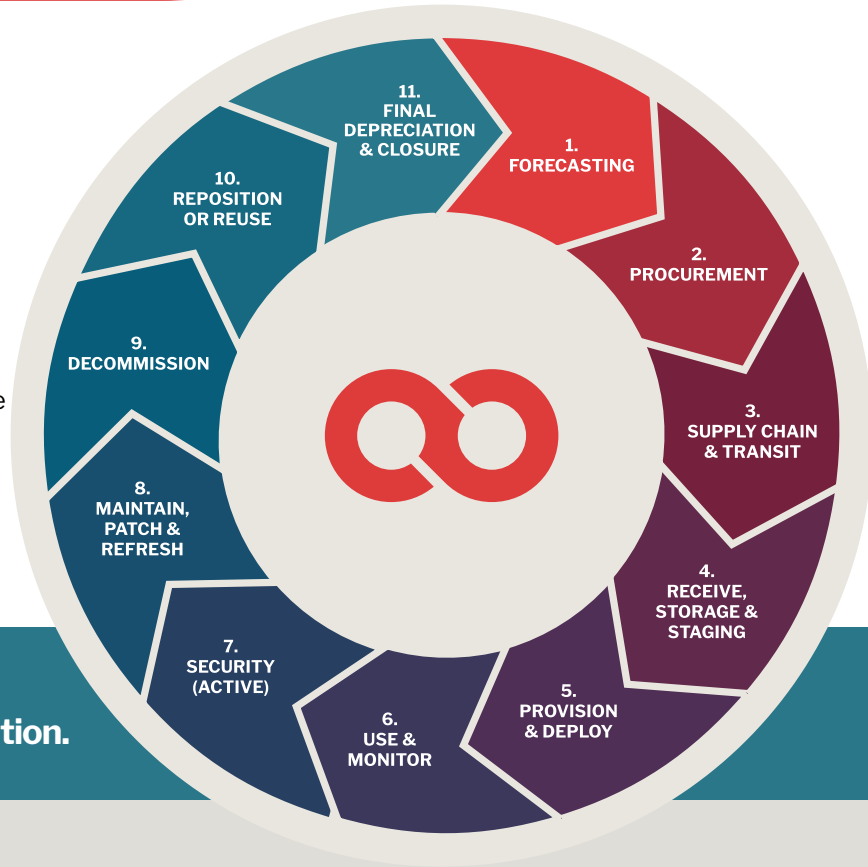 1.
FORECASTING
2.
PROCUREMENT
3.
SUPPLY CHAIN
& TRANSIT
4.
RECEIVE,
STORAGE &
STAGING
5.
PROVISION
& DEPLOY
6.
USE &
MONITOR
7.
SECURITY
(ACTIVE)
8.
MAINTAIN,
PATCH &
REFRESH
9.
DECOMMISSION
10.
REPOSITION
OR REUSE
11.
FINAL
DEPRECIATION
& CLOSURE
e
tion.